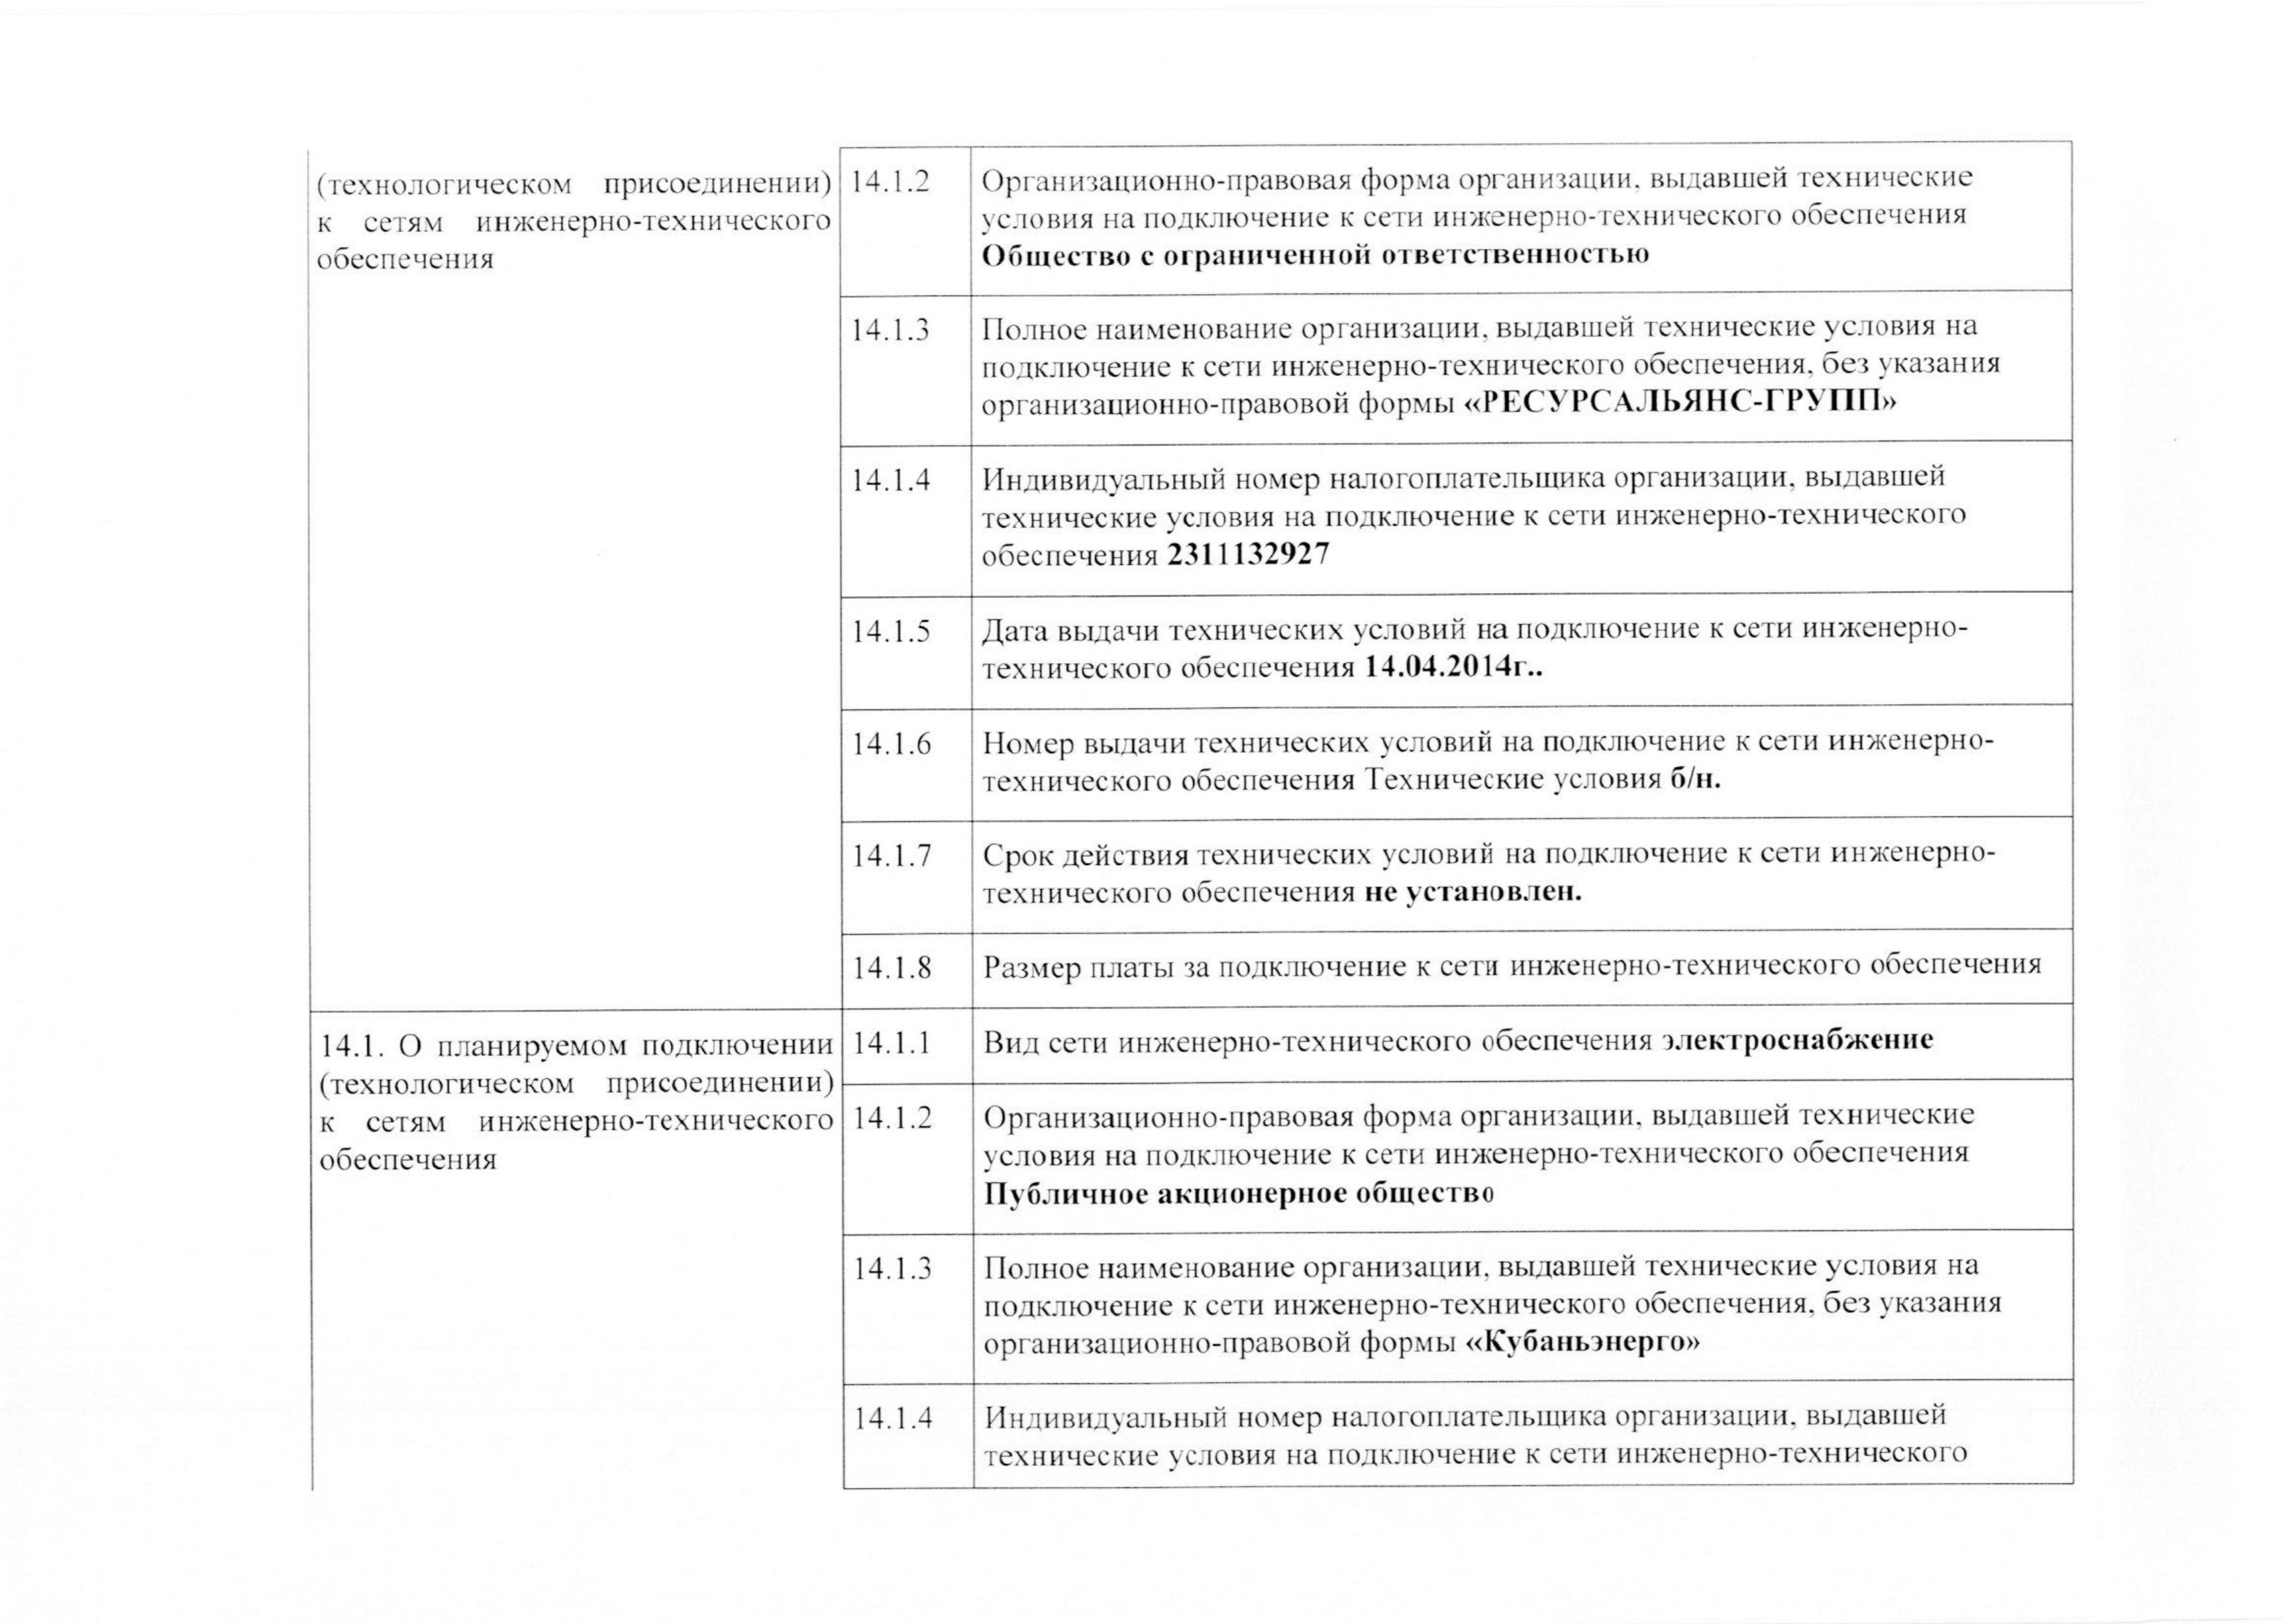 (технологическом присоединении)
к сетям инженерно-технического
обеспечения
14.1.2
Организационно-правовая форма организации, выдавшей технические
условия на подключение к сети инженерно-технического обеспечения
Общество с ограниченной ответственностью
14.1.3
Полное наименование организации, выдавшей технические условия на
подключение к сети инженерно-технического обеспечения, без указания
организационно-правовой формы «РЕСУРСАЛЬЯНС-ГРУПП»
14.1.4
Индивидуальный номер налогоплательщика организации, выдавшей
технические условия на подключение к сети инженерно-технического
обеспечения 2311132927
14.1.5
Дата выдачи технических условий на подключение к сети инженерно-
технического обеспечения 14.04.2014г..
14.1.6
Номер выдачи технических условий на подключение к сети инженерно-
технического обеспечения Технические условия б/н.
14.1.7
Срок действия технических условий на подключение к сети инженерно-
технического обеспечения не установлен.
14.1.8
Размер платы за подключение к сети инженерно-технического обеспечения
14.1. О планируемом подключении
(технологическом присоединении)
к сетям инженерно-технического
обеспечения
14.1.1
Вид сети инженерно-технического обеспечения электроснабжение
14.1.2
Организационно-правовая форма организации, выдавшей технические
условия на подключение к сети инженерно-технического обеспечения
Публичное акционерное общество
14.1.3
Полное наименование организации, выдавшей технические условия на
подключение к сети инженерно-технического обеспечения, без указания
организационно-правовой формы «Кубаньэнерго»
14.1.4
Индивидуальный номер налогоплательщика организации, выдавшей
технические условия на подключение к сети инженерно-технического